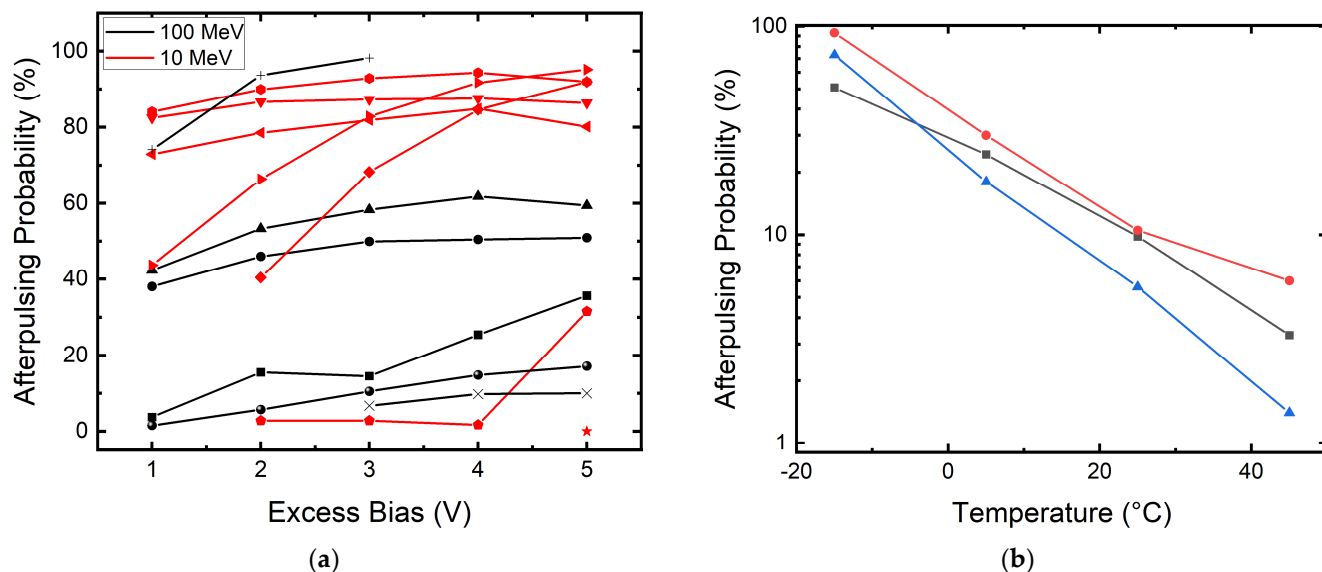 100 MeV
10 MeV
Afterpulsing Probability (%)
100
80
60
40
20
0
1 2 3 4 5
Excess Bias (V)
(a)
Afterpulsing Probability (%)
100
10
1
-20 0 20 40
Temperature (°C)
(b)